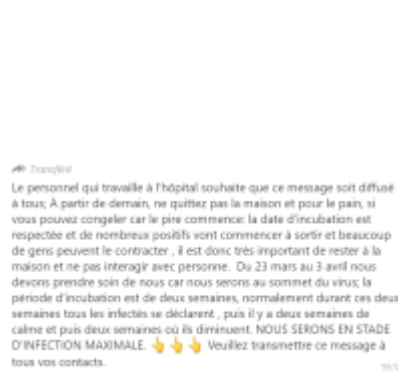 Transféré
Le personnel qui travaille à l'hôpital souhaite que ce message soit diffusé
à tous; À partir de demain, ne quittez pas la maison et pour le pain, si
vous pouvez congeler car le pire commence: la date d'incubation est
respectée et de nombreux positifs vont commencer à sortir et beaucoup
de gens peuvent le contracter , il est donc très important de rester à la
maison et ne pas interagir avec personne. Du 23 mars au 3 avril nous
devons prendre soin de nous car nous serons au sommet du virus; la
période d'incubation est de deux semaines, normalement durant ces deux
semaines tous les infectés se déclarent , puis il y a deux semaines de
calme et puis deux semaines où ils diminuent. NOUS SERONS EN STADE
D'INFECTION MAXIMALE. 👆 👆 👆 Veuillez transmettre ce message à
tous vos contacts.